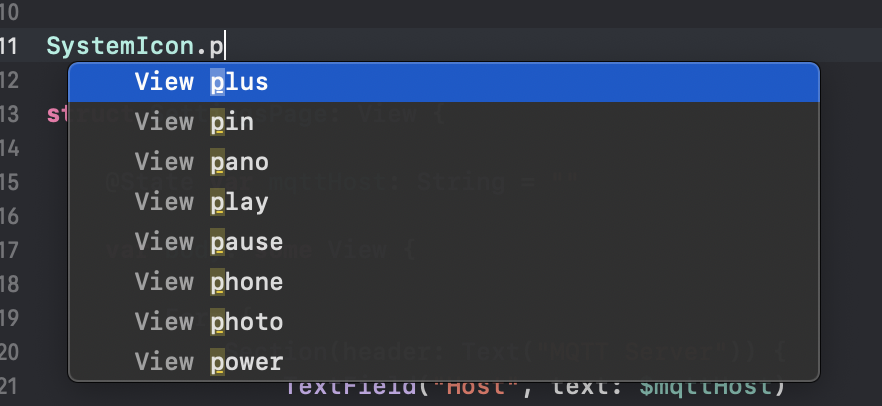 10
11 SystemIcon.p
12 View plus
View pin
13
14 View pano
15 View play
16
17 View pause
18 View phone
19 View photo
20 View power
21 TextField("Host", text: $mqttHost)